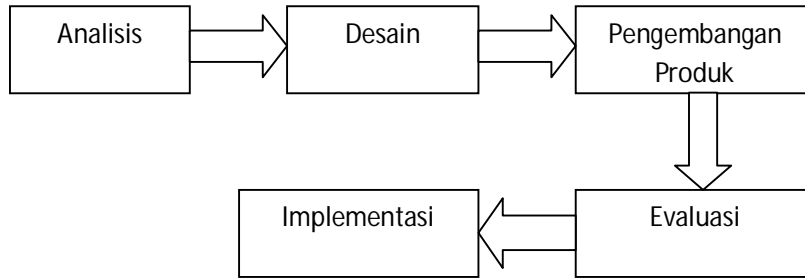 Analisis
Desain
Pengembangan
Produk
Evaluasi
Implementasi